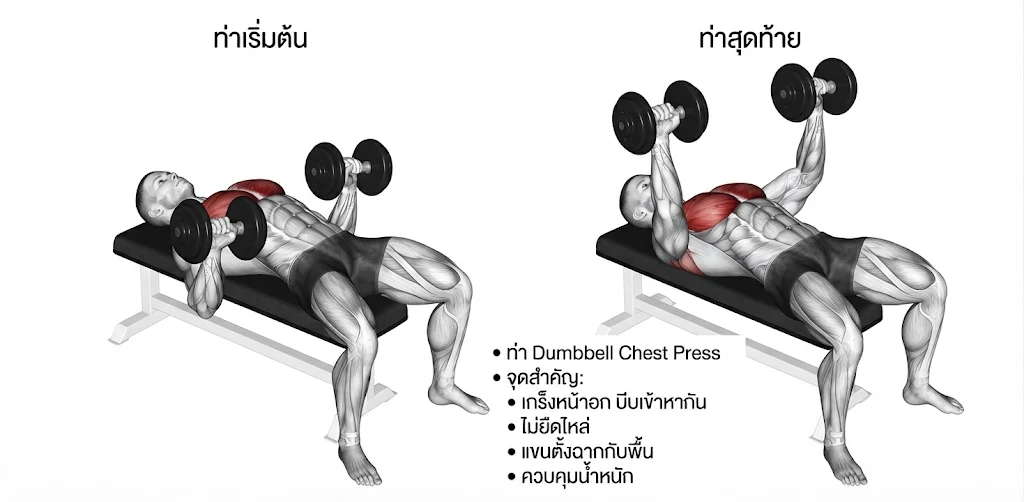 ท่าเริ่มต้น
ท่าสุดท้าย
• ท่า Dumbbell Chest Press
• จุดสำคัญ:
• เกร็งหน้าอก บีบเข้าหากัน
• ไม่ยืดไหล่
• แขนตั้งฉากกับพื้น
• ควบคุมน้ำหนัก